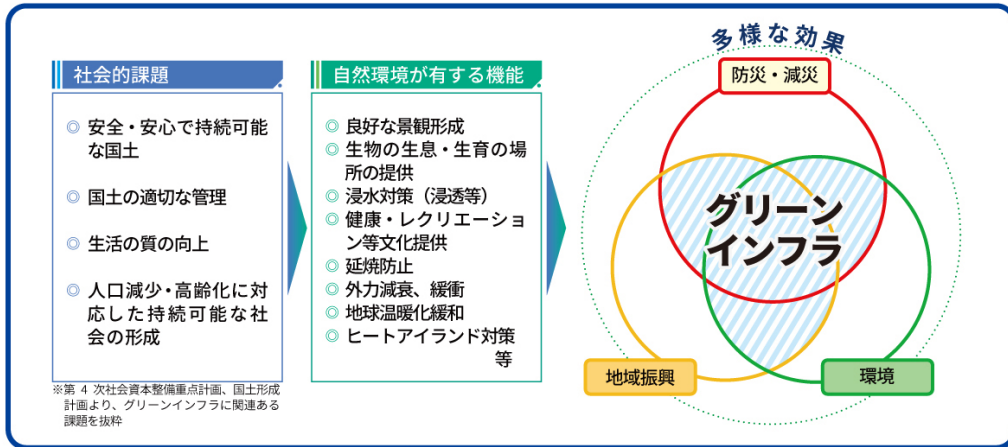 社会的課題
◎ 安全・安心で持続可能
な国土
◎ 国土の適切な管理
◎ 生活の質の向上
◎ 人口減少・高齢化に対
応した持続可能な社
会の形成
※第 4 次社会資本整備重点計画、国土形成
計画より、グリーンインフラに関連ある
課題を抜粋
自然環境が有する機能
◎ 良好な景観形成
◎ 生物の生息・生育の場
所の提供
◎ 浸水対策（浸透等）
◎ 健康・レクリエーショ
ン等文化提供
◎ 延焼防止
◎ 外力減衰、緩衝
◎ 地球温暖化緩和
◎ ヒートアイランド対策
等
多様な効果
防災・減災
グリーン
インフラ
地域振興
環境